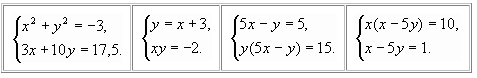 x² + y² = −3, y = x + 3, 5x − y = 5, x(x − 5y) = 10,
3x + 10y = 17,5. xy = −2. y(5x − y) = 15. x − 5y = 1.